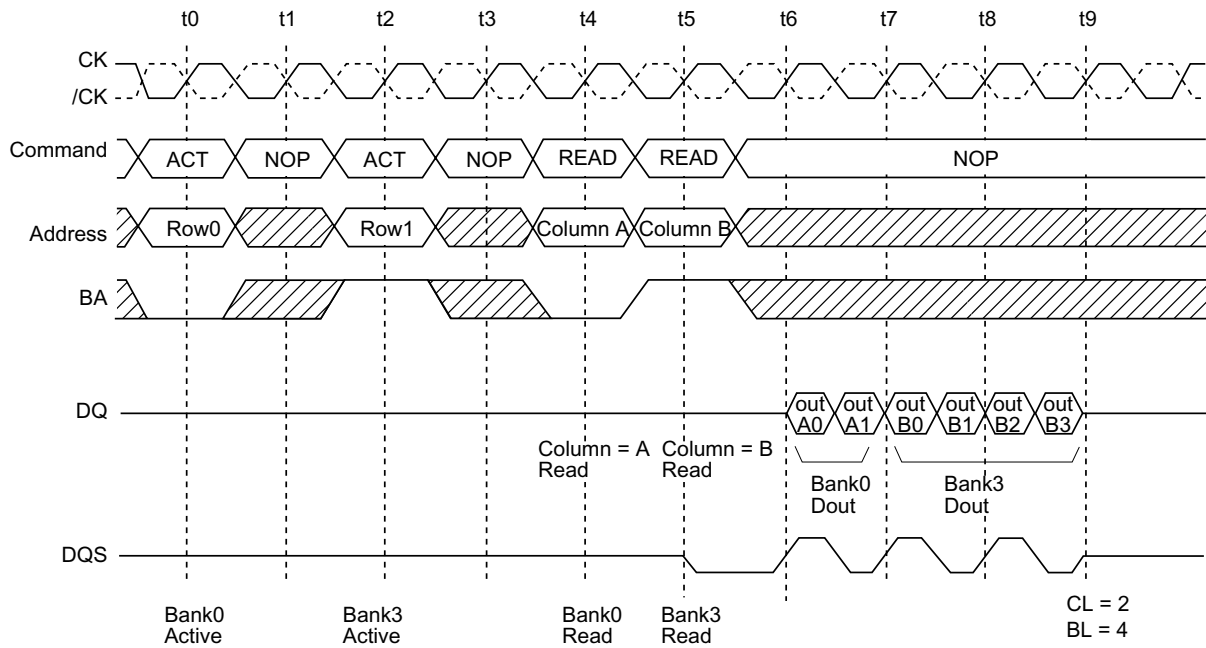 t0 t1 t2 t3 t4 t5 t6 t7 t8 t9
CK
/CK
Command ACT NOP ACT NOP READ READ NOP
Address Row0 Row1 Column A Column B
BA
DQ out A0 out A1 out B0 out B1 out B2 out B3
Column = A Column = B
Read Read
Bank0 Bank3
Dout Dout
DQS
Bank0 Bank3 Bank0 Bank3
Active Active Read Read
CL = 2
BL = 4